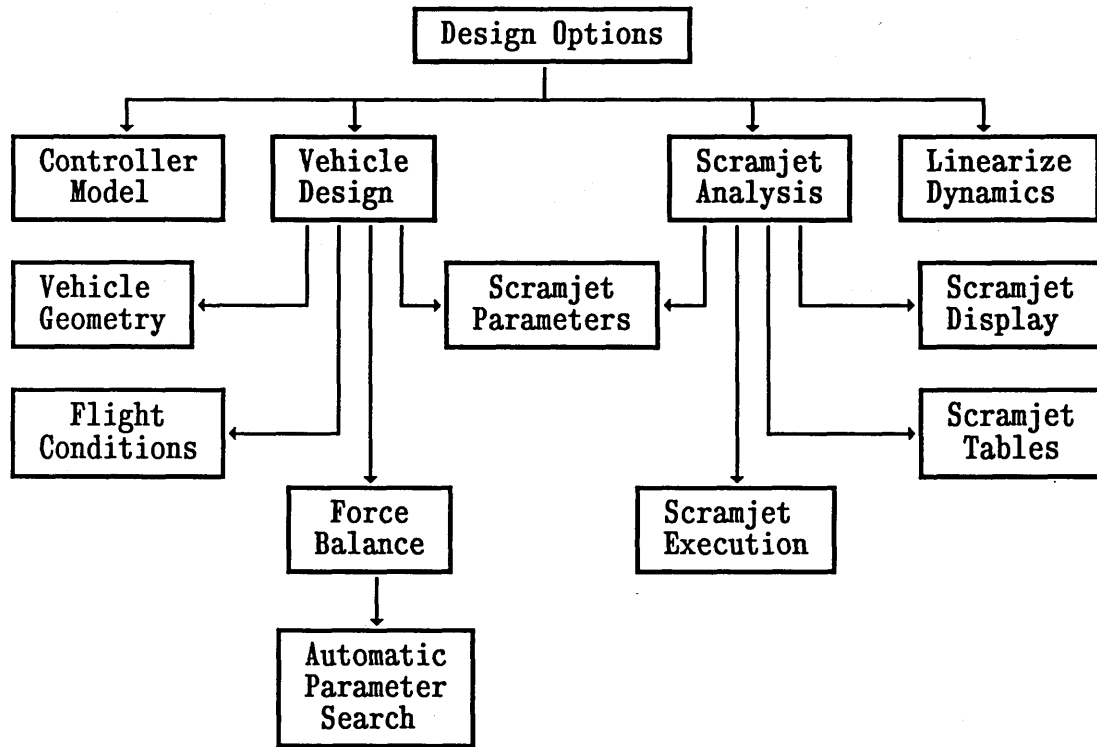 Design Options
Controller
Model
Vehicle
Design
Scramjet
Analysis
Linearize
Dynamics
Vehicle
Geometry
Scramjet
Parameters
Scramjet
Display
Flight
Conditions
Scramjet
Tables
Force
Balance
Scramjet
Execution
Automatic
Parameter
Search